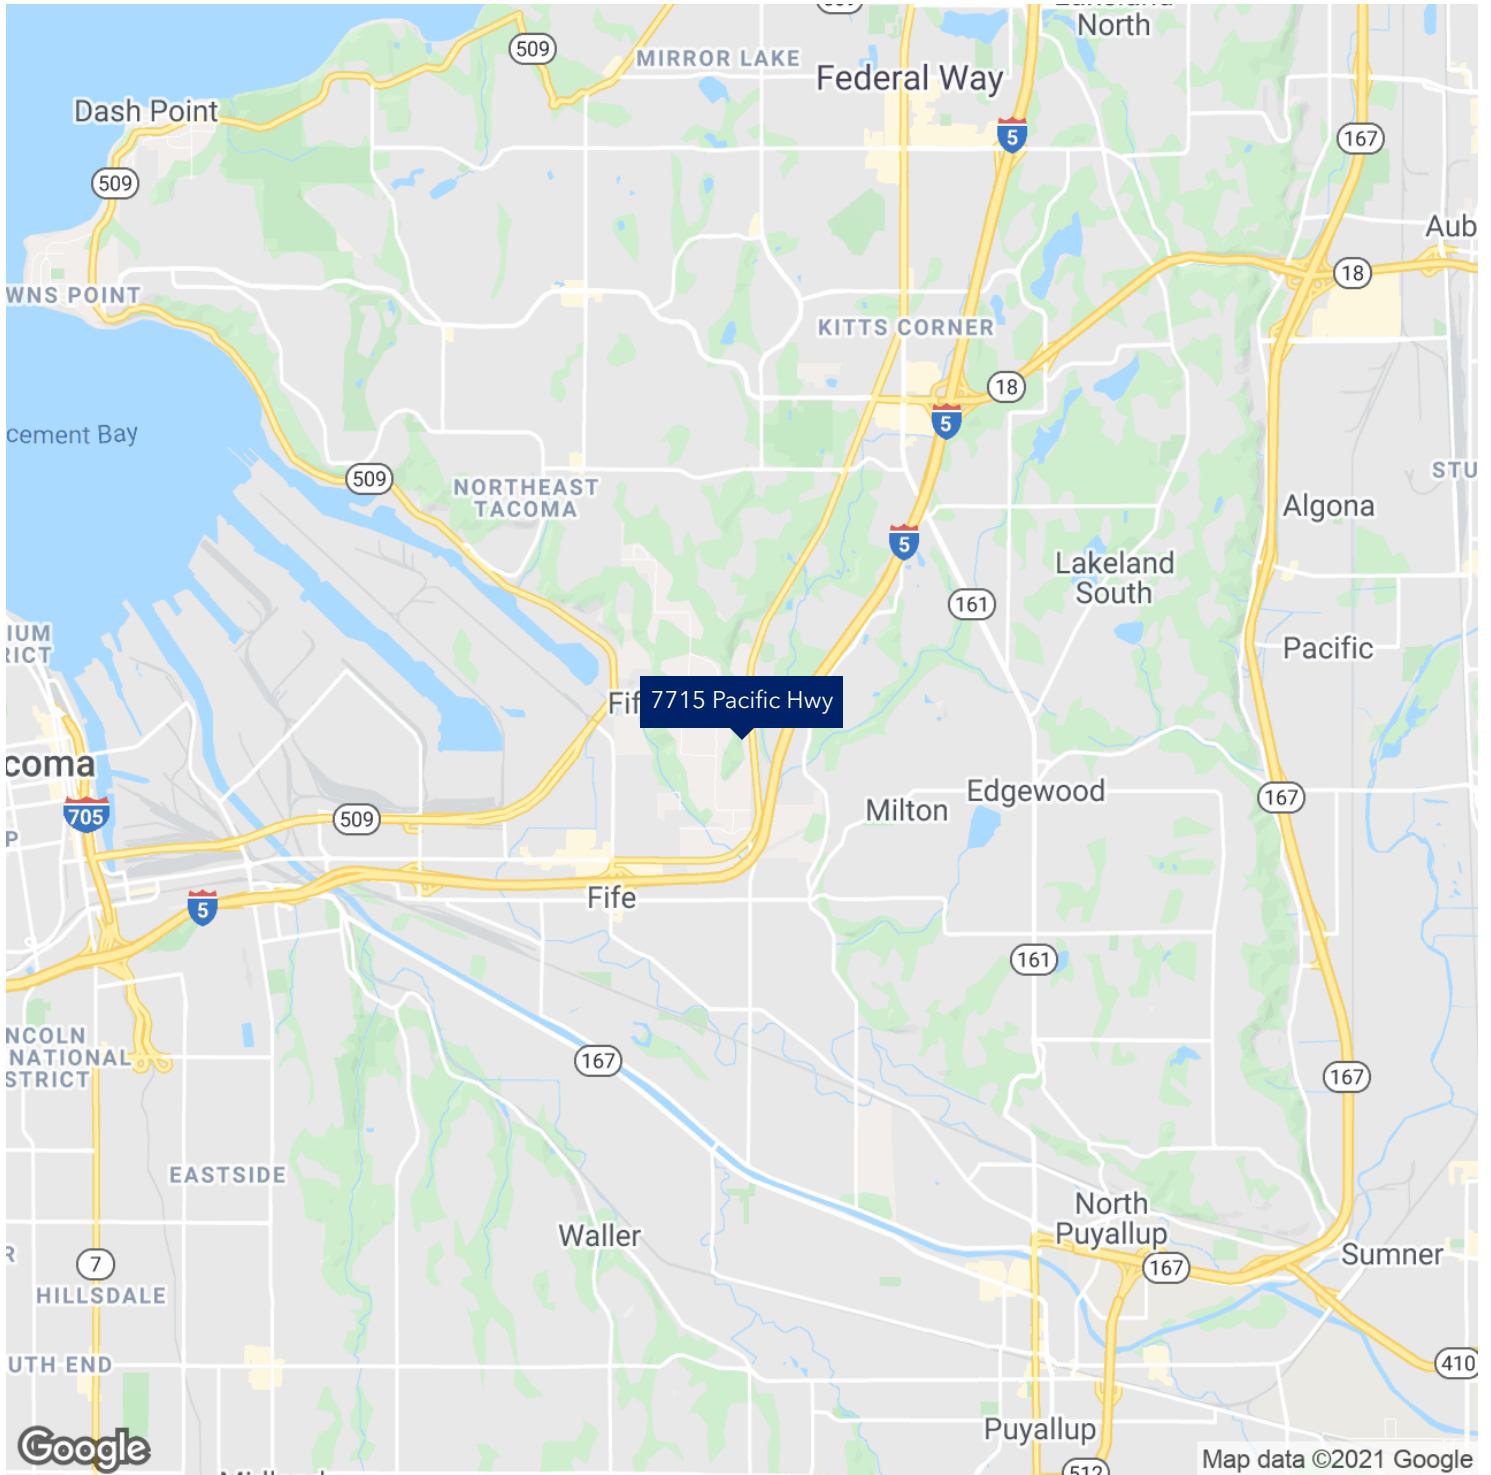 North
509
MIRROR LAKE
Federal Way
Dash Point
5
167
509
Aub
18
WNS POINT
KITTS CORNER
18
5
cement Bay
509
NORTHEAST
TACOMA
STU
Algona
5
Lakeland
South
161
IUM
RICT
Pacific
Fif
7715 Pacific Hwy
coma
Edgewood
167
Milton
705
509
P
Fife
5
161
NCOLN
NATIONAL
STRICT
167
167
EASTSIDE
North
Puyallup
Waller
R
7
167
Sumner
HILLSDALE
UTH END
410
Puyallup
Google
Map data ©2021 Google
512